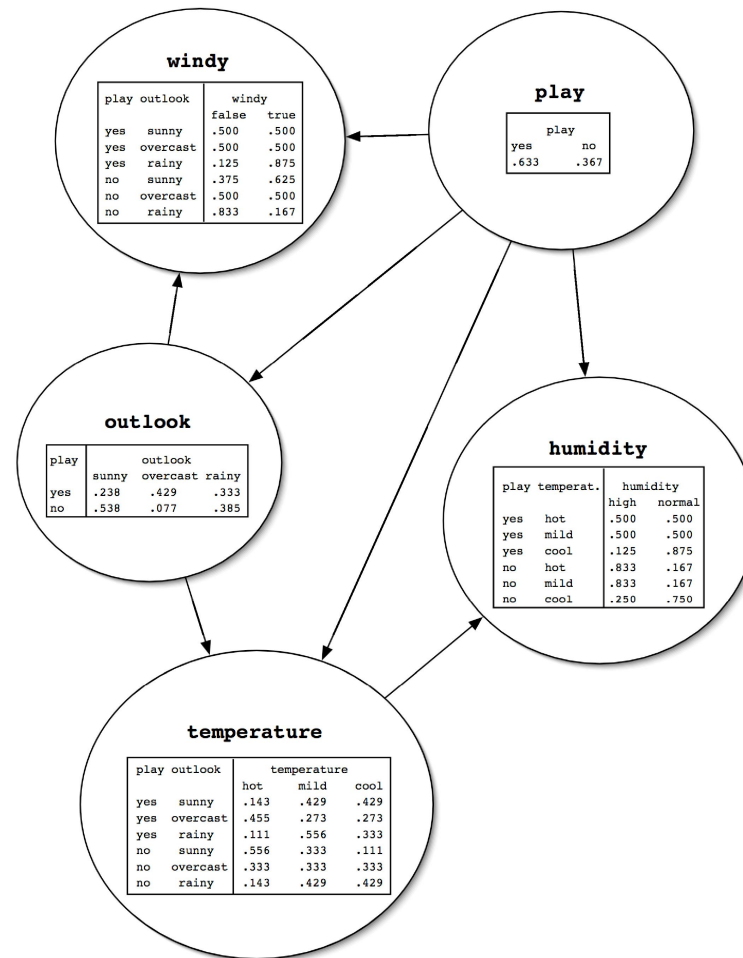 windy
play outlook windy
false true
yes sunny .500 .500
yes overcast .500 .500
yes rainy .125 .875
no sunny .375 .625
no overcast .500 .500
no rainy .833 .167
play
play
yes no
.633 .367
outlook
play outlook
sunny overcast rainy
yes .238 .429 .333
no .538 .077 .385
humidity
play temperat. humidity
high normal
yes hot .500 .500
yes mild .500 .500
yes cool .125 .875
no hot .833 .167
no mild .833 .167
no cool .250 .750
temperature
play outlook temperature
hot mild cool
yes sunny .143 .429 .429
yes overcast .455 .273 .273
yes rainy .111 .556 .333
no sunny .556 .333 .111
no overcast .333 .333 .333
no rainy .143 .429 .429